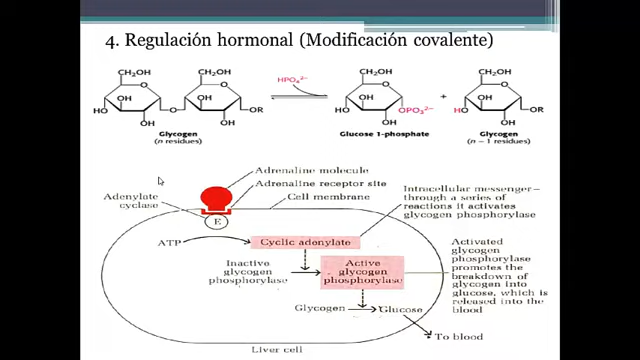 4. Regulación hormonal (Modificación covalente)
CH₂OH
CH₂OH
CH₂OH
CH₂OH
HPO₄²⁻
O
O
O
O
OH
OH
OH
OH
HO
O
OR
HO
OPO₃²⁻
+
HO
OR
OH
OH
OH
OH
Glycogen
(n residues)
Glucose 1-phosphate
Glycogen
(n − 1 residues)
Adrenaline molecule
Adrenaline receptor site
Cell membrane
Adenylate
cyclase
E
Intracellular messenger—
through a series of
reactions it activates
glycogen phosphorylase
ATP
Cyclic adenylate
Inactive
glycogen
phosphorylase
Active
glycogen
phosphorylase
Activated
glycogen
phosphorylase
promotes the
breakdown of
glycogen into
glucose, which is
released into the
blood
Glycogen
Glucose
To blood
Liver cell